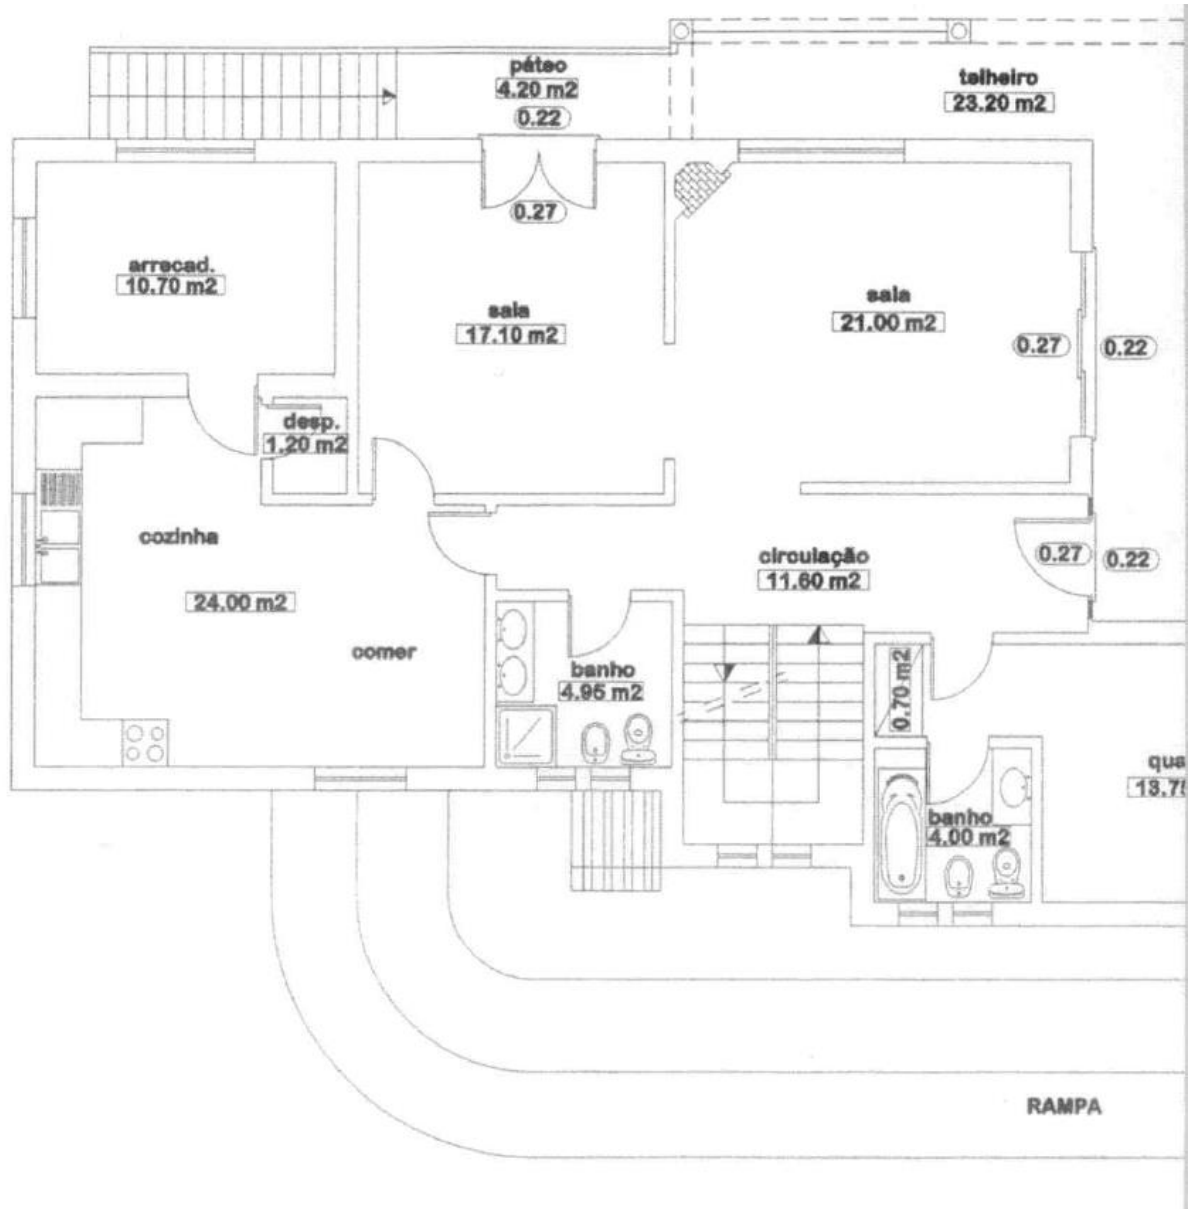 páteo
4.20 m2
0.22
telheiro
23.20 m2
0.27
arrecad.
10.70 m2
sala
17.10 m2
sala
21.00 m2
0.27
0.22
desp.
1.20 m2
cozinha
24.00 m2
comer
circulação
11.60 m2
0.27
0.22
banho
4.95 m2
0.70 m2
qua
13.75
banho
4.00 m2
RAMPA